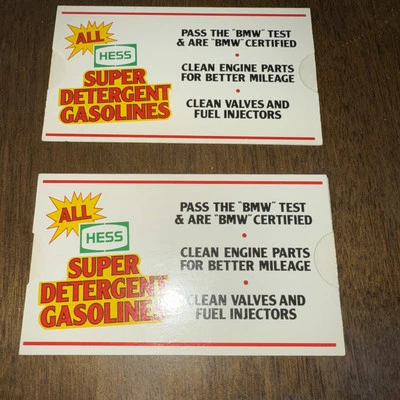 ALL
HESS
SUPER
DETERGENT
GASOLINES
PASS THE "BMW" TEST
& ARE "BMW" CERTIFIED
•
CLEAN ENGINE PARTS
FOR BETTER MILEAGE
•
CLEAN VALVES AND
FUEL INJECTORS
ALL
HESS
SUPER
DETERGENT
GASOLINES
PASS THE "BMW" TEST
& ARE "BMW" CERTIFIED
•
CLEAN ENGINE PARTS
FOR BETTER MILEAGE
•
CLEAN VALVES AND
FUEL INJECTORS